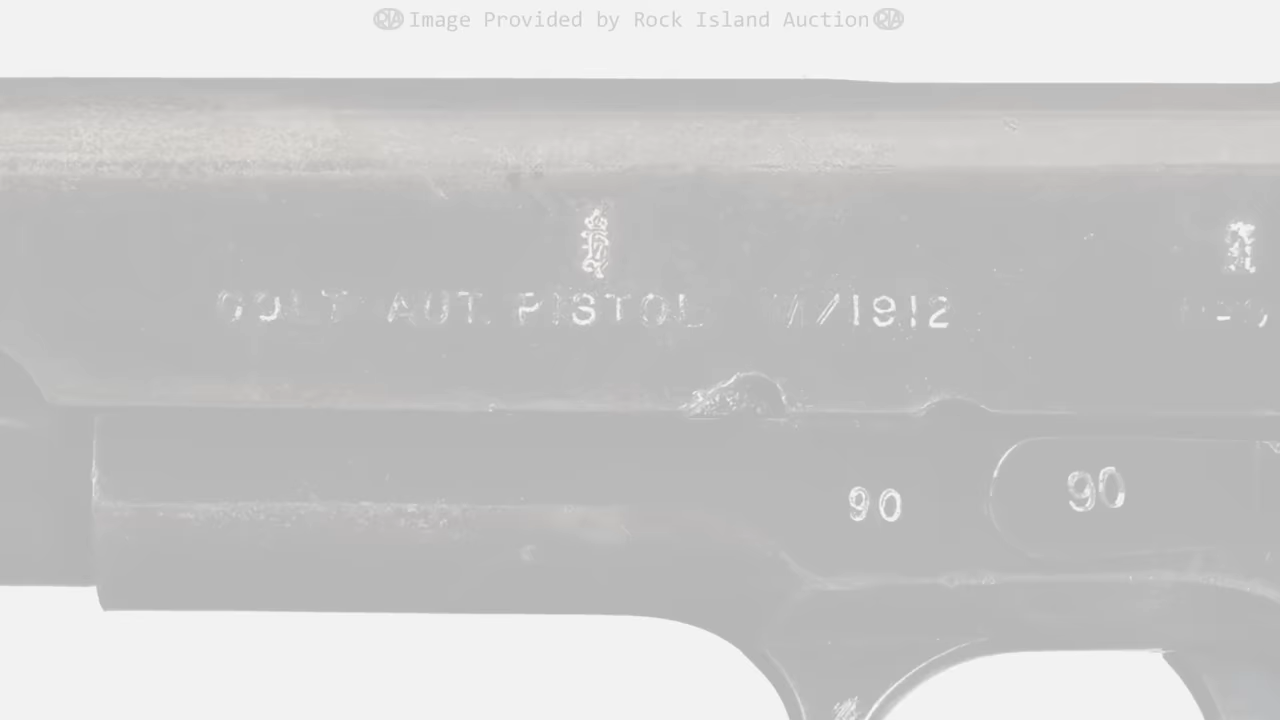 Image Provided by Rock Island Auction
COLT AUT. PISTOL M/1912
90
90